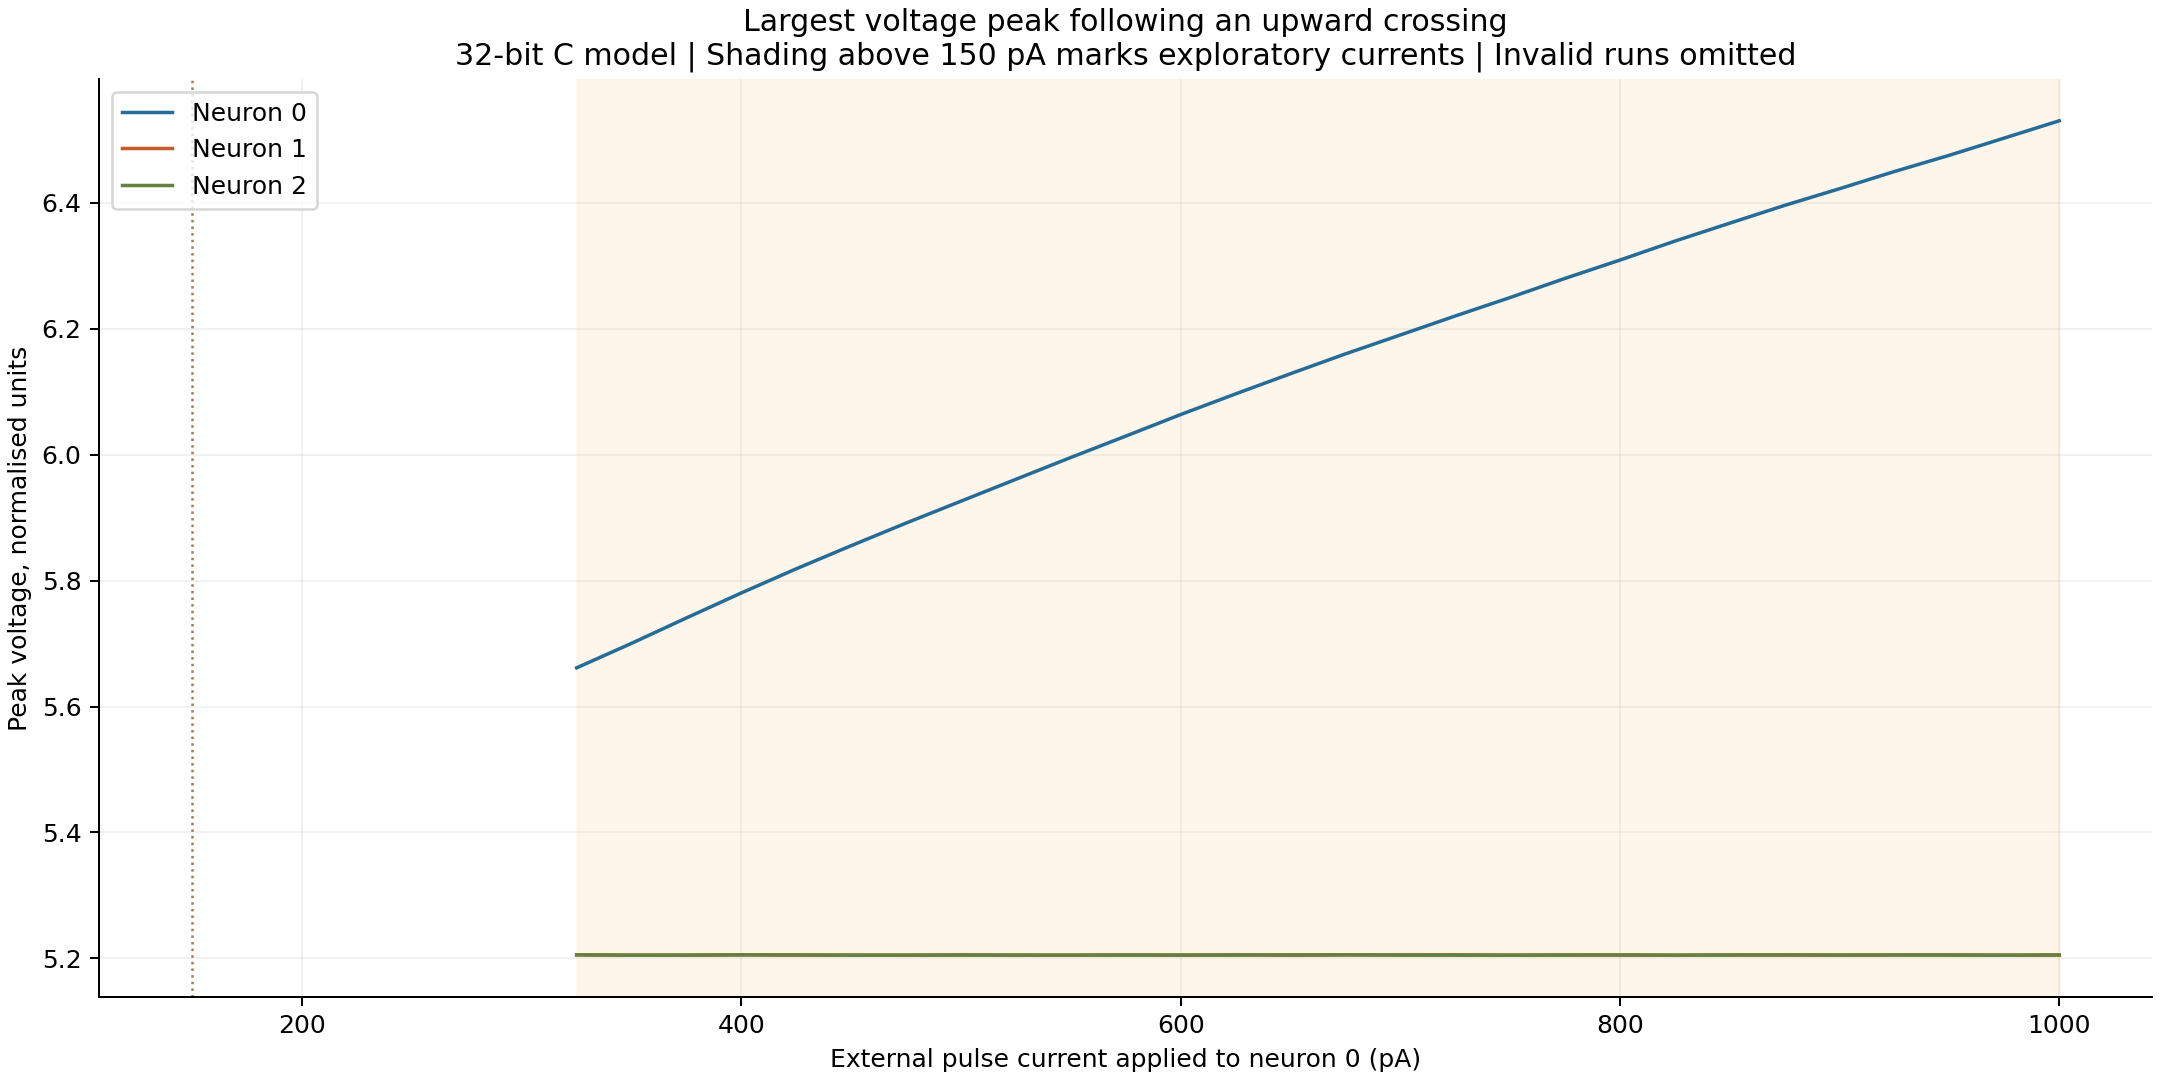 Largest voltage peak following an upward crossing
32-bit C model | Shading above 150 pA marks exploratory currents | Invalid runs omitted
Neuron 0
Neuron 1
Neuron 2
Peak voltage, normalised units
6.4
6.2
6.0
5.8
5.6
5.4
5.2
200
400
600
800
1000
External pulse current applied to neuron 0 (pA)